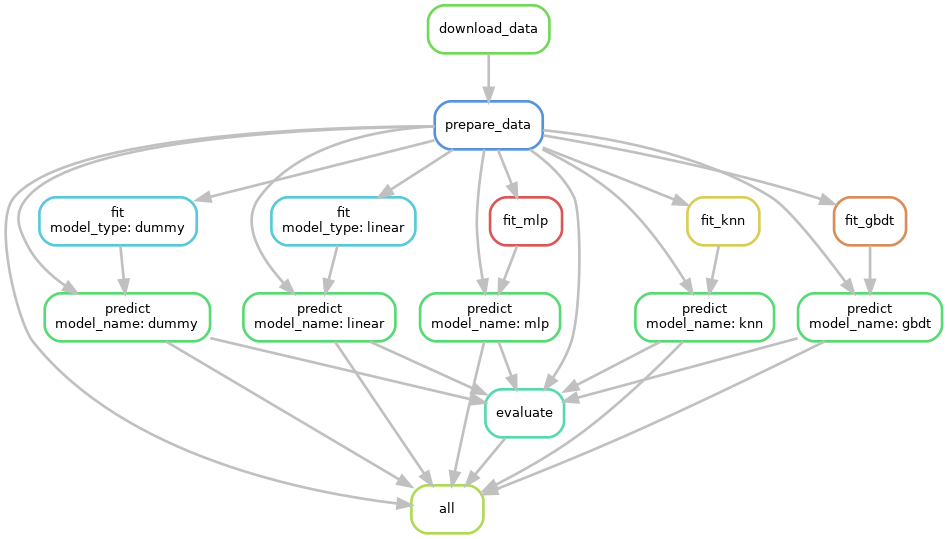 download_data
prepare_data
fit
model_type: dummy
fit
model_type: linear
fit_mlp
fit_knn
fit_gbdt
predict
model_name: dummy
predict
model_name: linear
predict
model_name: mlp
predict
model_name: knn
predict
model_name: gbdt
evaluate
all